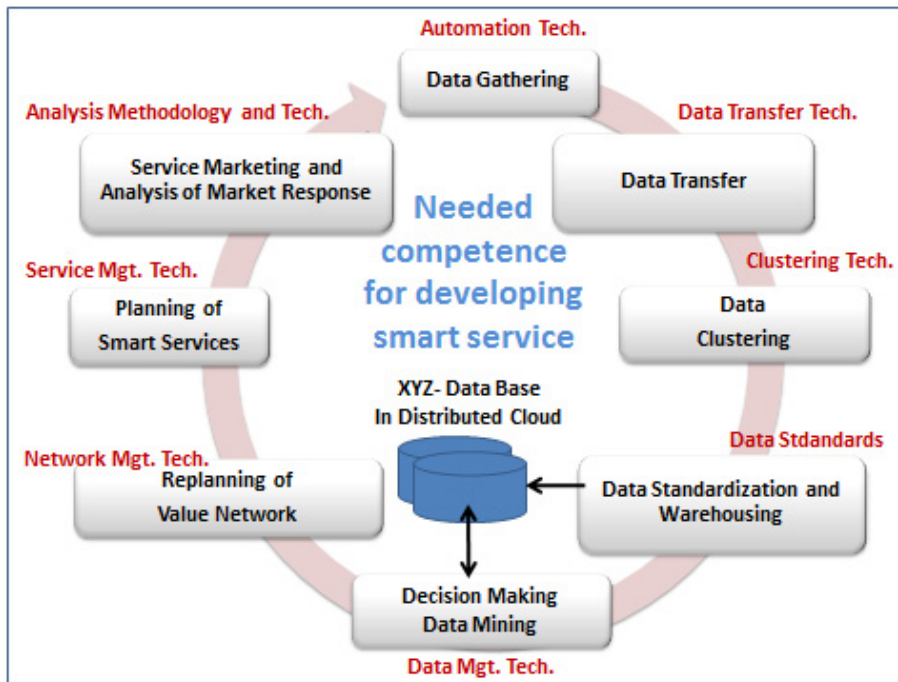 Automation Tech.
Data Gathering
Data Transfer Tech.
Data Transfer
Clustering Tech.
Data
Clustering
Data Stdandards
Data Standardization and
Warehousing
Decision Making
Data Mining
Data Mgt. Tech.
Network Mgt. Tech.
Replanning of
Value Network
Service Mgt. Tech.
Planning of
Smart Services
Analysis Methodology and Tech.
Service Marketing and
Analysis of Market Response
Needed
competence
for developing
smart service
XYZ- Data Base
In Distributed Cloud